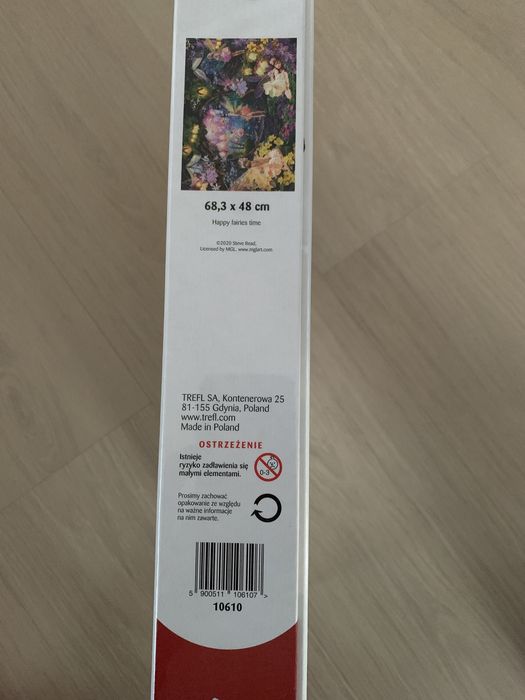 68,3 x 48 cm
Happy fairies time
©2020 Steve Read,
Licensed by MGL, www.mglart.com
TREFL SA, Kontenerowa 25
81-155 Gdynia, Poland
www.trefl.com
Made in Poland
OSTRZEŻENIE
Istnieje
ryzyko zadławienia się
małymi elementami.
0-3
Prosimy zachować
opakowanie ze względu
na ważne informacje
na nim zawarte.
5 900511 106107 >
10610